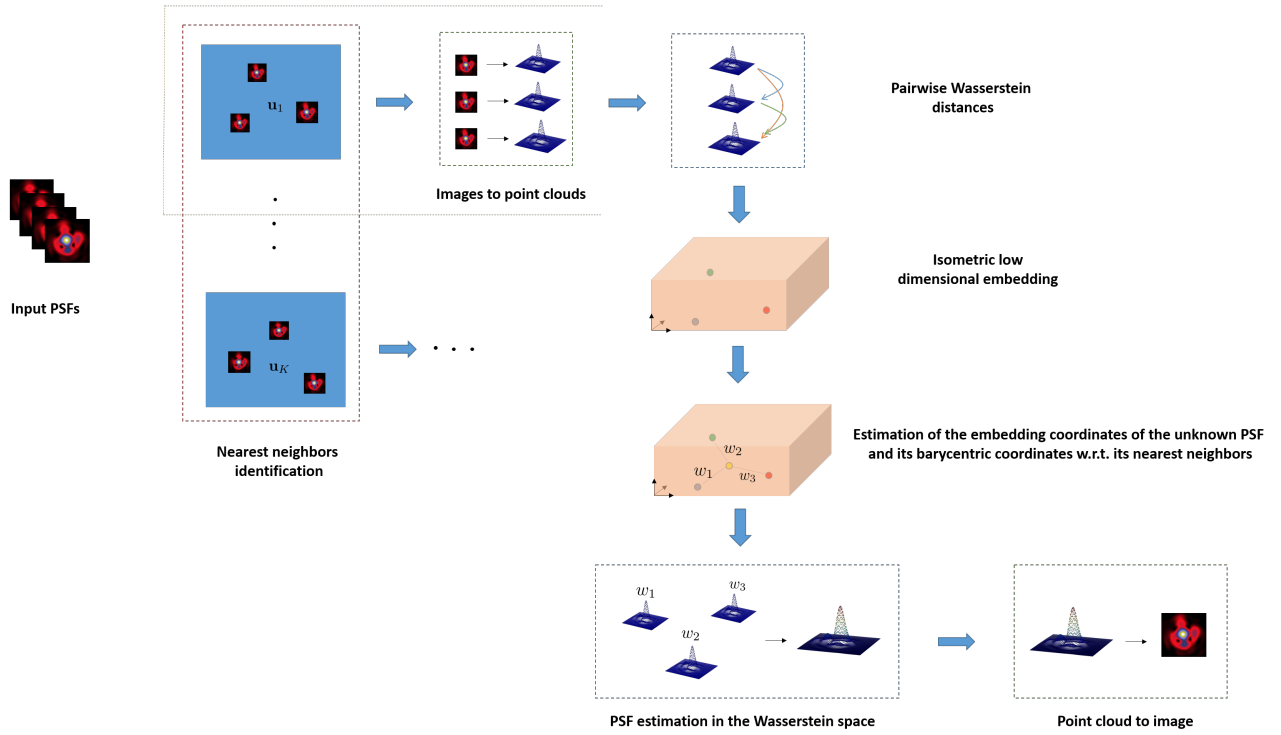 u1
Images to point clouds
Pairwise Wasserstein
distances
Input PSFs
uK
Nearest neighbors
identification
Isometric low
dimensional embedding
w2
w1
w3
Estimation of the embedding coordinates of the unknown PSF
and its barycentric coordinates w.r.t. its nearest neighbors
w1
w3
w2
PSF estimation in the Wasserstein space
Point cloud to image